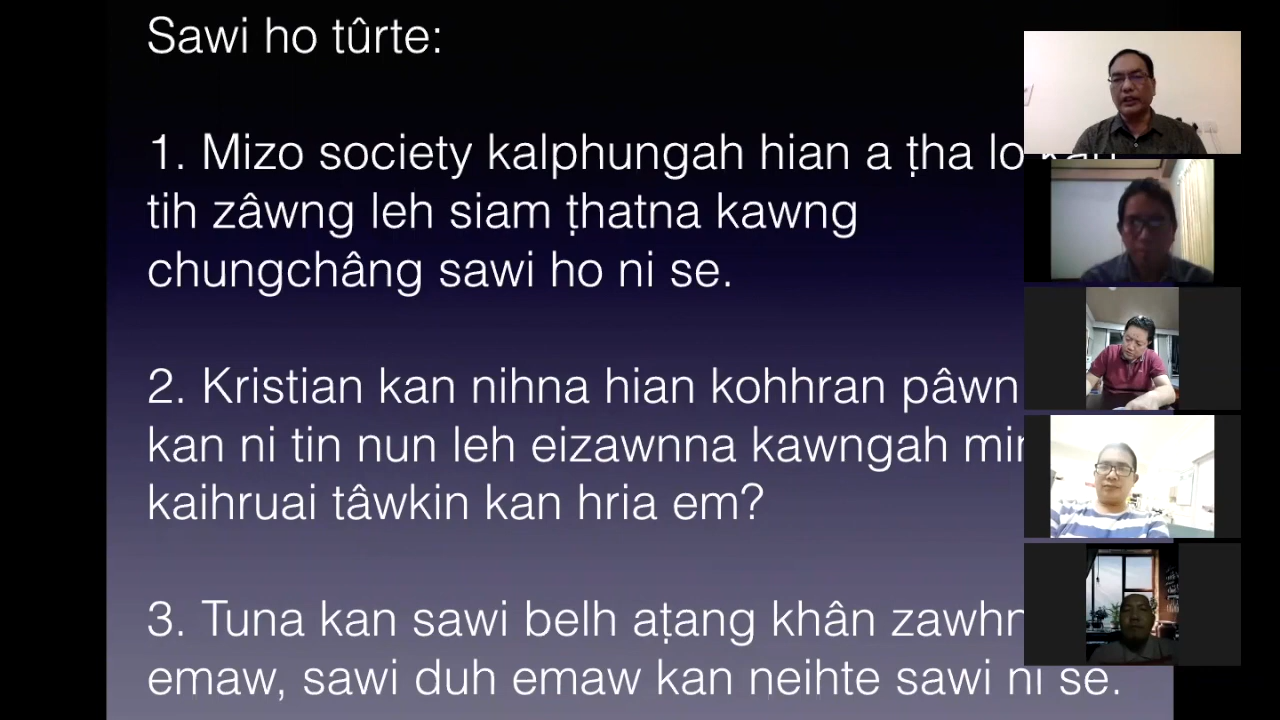 Sawi ho tûrte:
1. Mizo society kalphungah hian a ṭha lo kan
tih zâwng leh siam ṭhatna kawng
chungchâng sawi ho ni se.
2. Kristian kan nihna hian kohhran pâwn
kan ni tin nun leh eizawnna kawngah
kaihruai tâwkin kan hria em?
3. Tuna kan sawi belh aṭang khân
emaw, sawi duh emaw kan neihte sawi ni se.